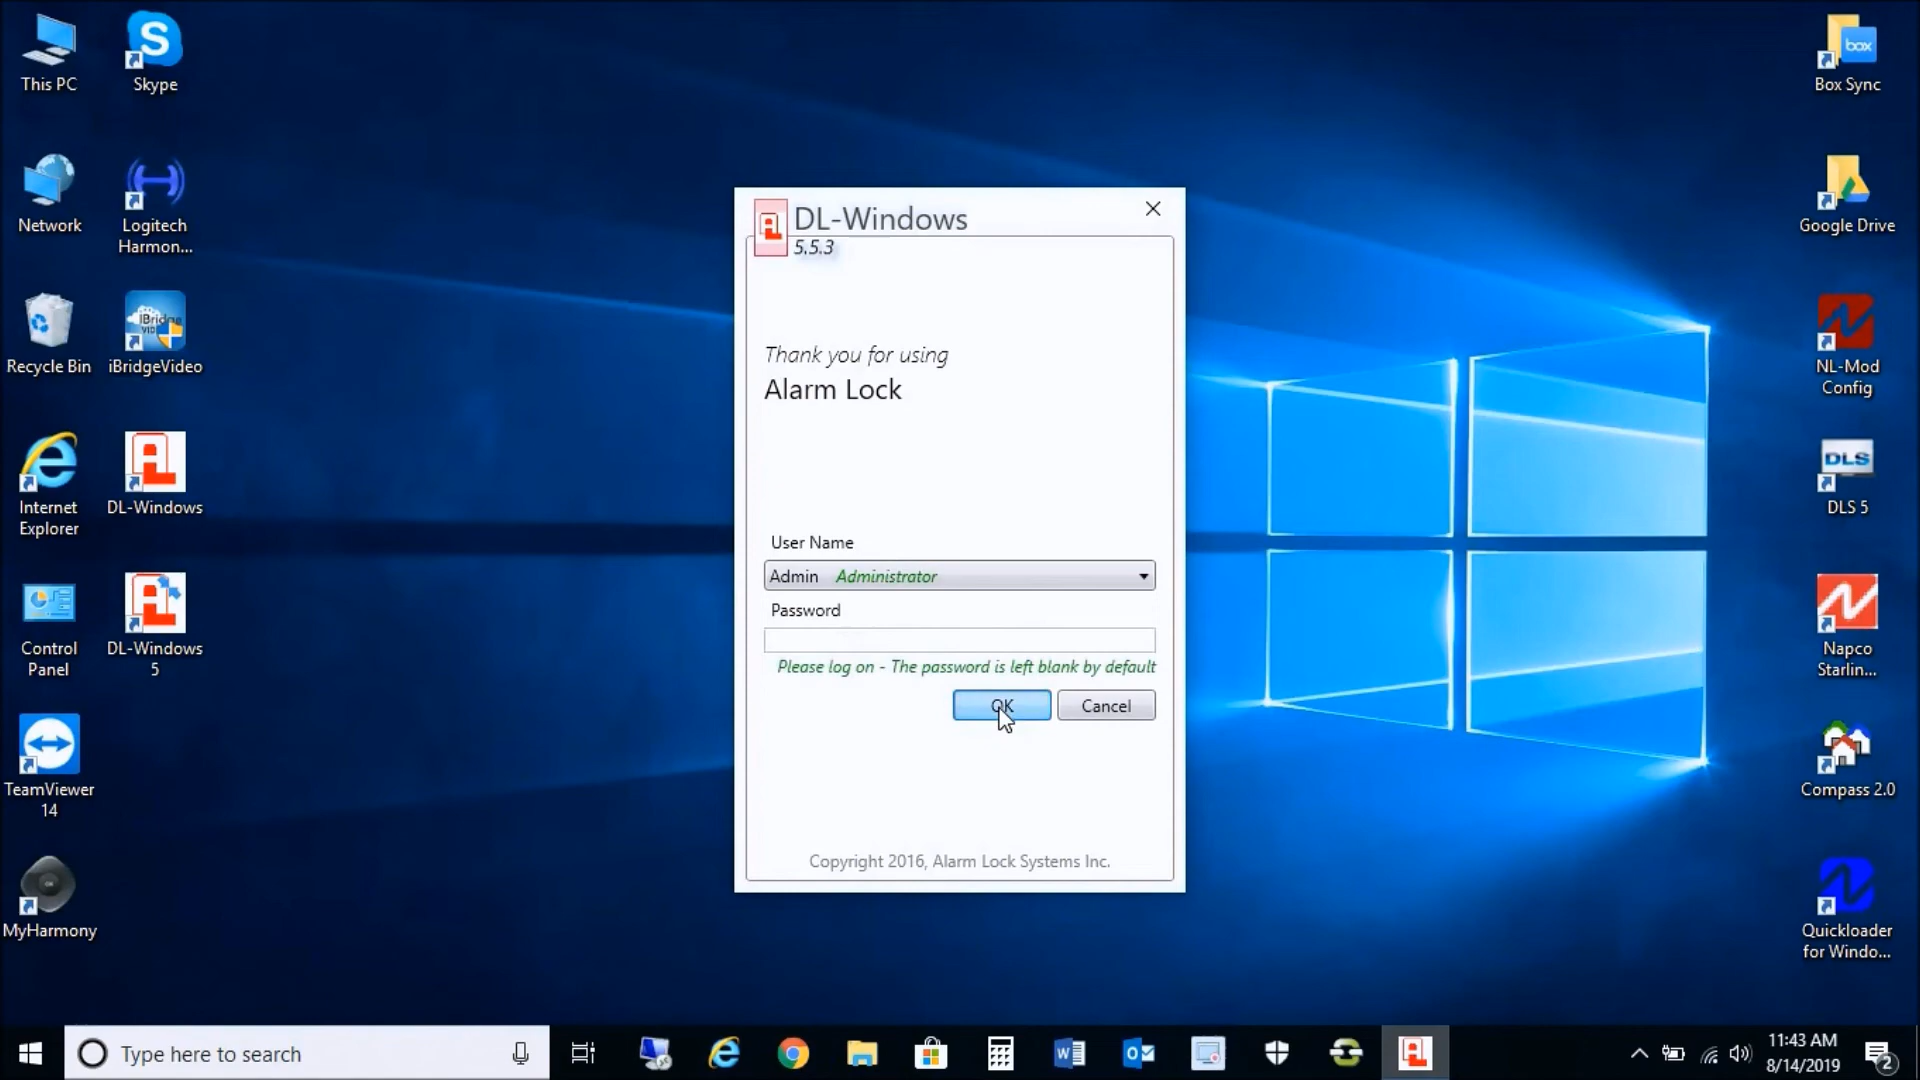 This PC
Skype
Network
Logitech
Harmon...
Recycle Bin
iBridgeVideo
Internet
Explorer
DL-Windows
Control
Panel
DL-Windows
5
TeamViewer
14
MyHarmony
DL-Windows
5.5.3
Thank you for using
Alarm Lock
User Name
Admin Administrator
Password
Please log on - The password is left blank by default
OK
Cancel
Copyright 2016, Alarm Lock Systems Inc.
box
Box Sync
Google Drive
NL-Mod
Config
DLS
DLS 5
Napco
Starlin...
Compass 2.0
Quickloader
for Windo...
Type here to search
11:43 AM
8/14/2019
2